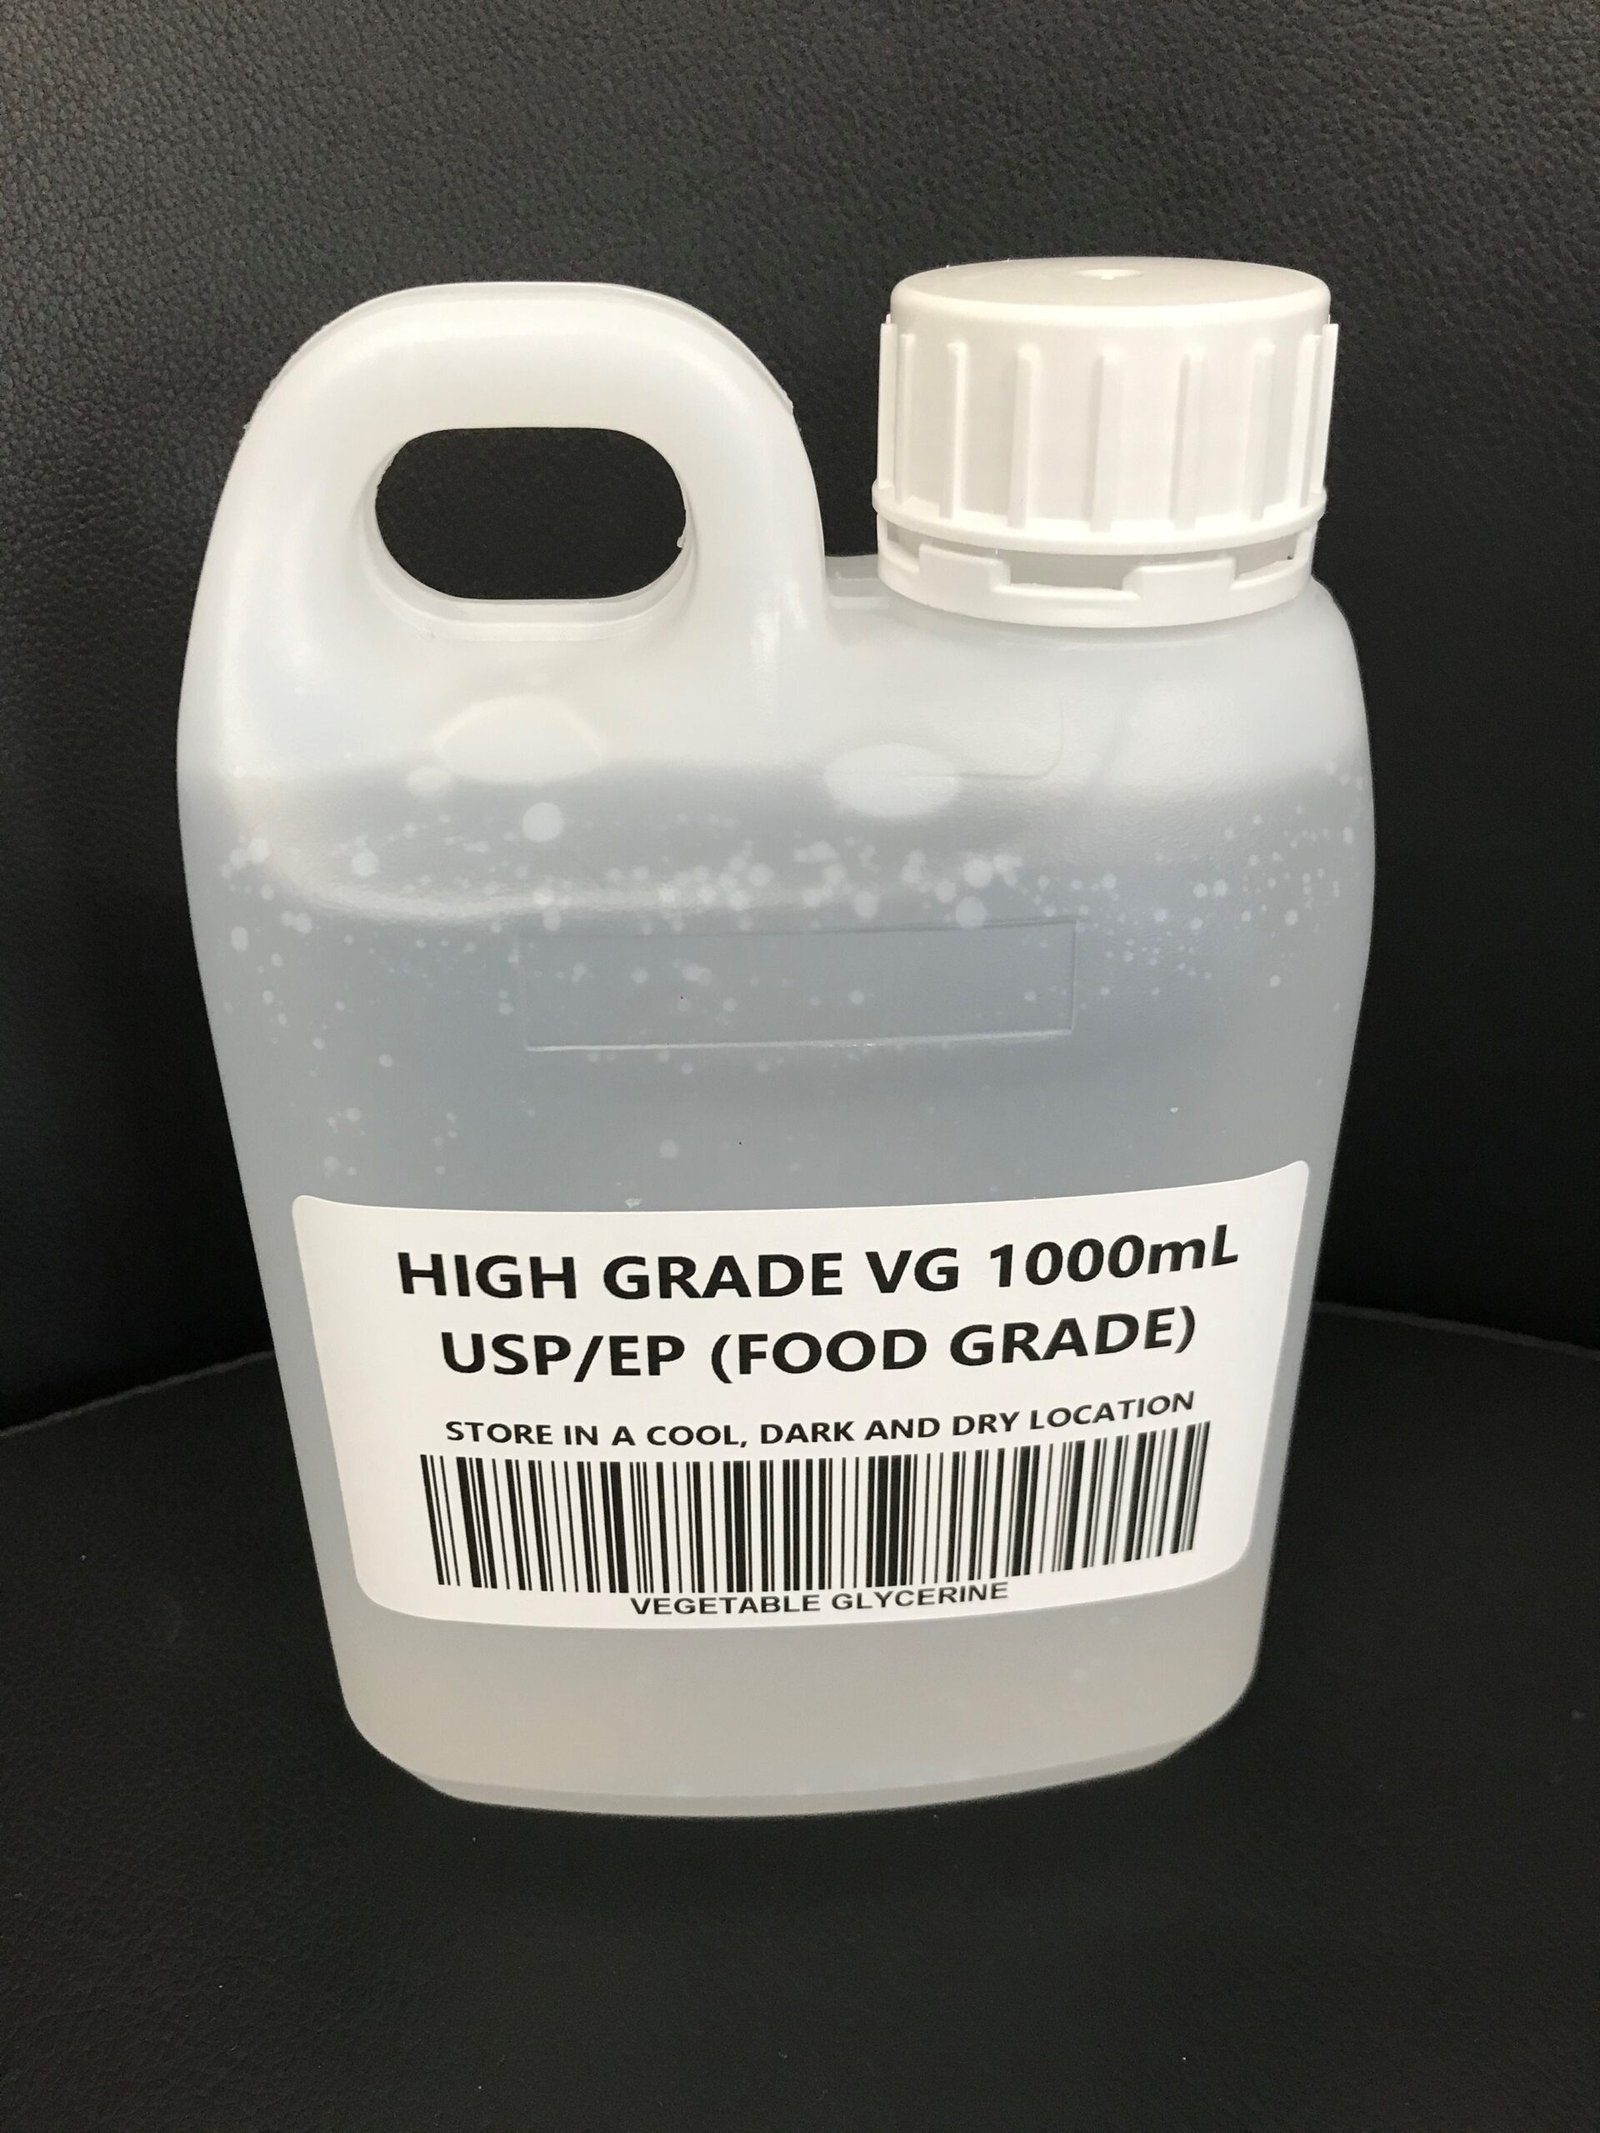 HIGH GRADE VG 1000mL
USP/EP (FOOD GRADE)
STORE IN A COOL, DARK AND DRY LOCATION
VEGETABLE GLYCERINE